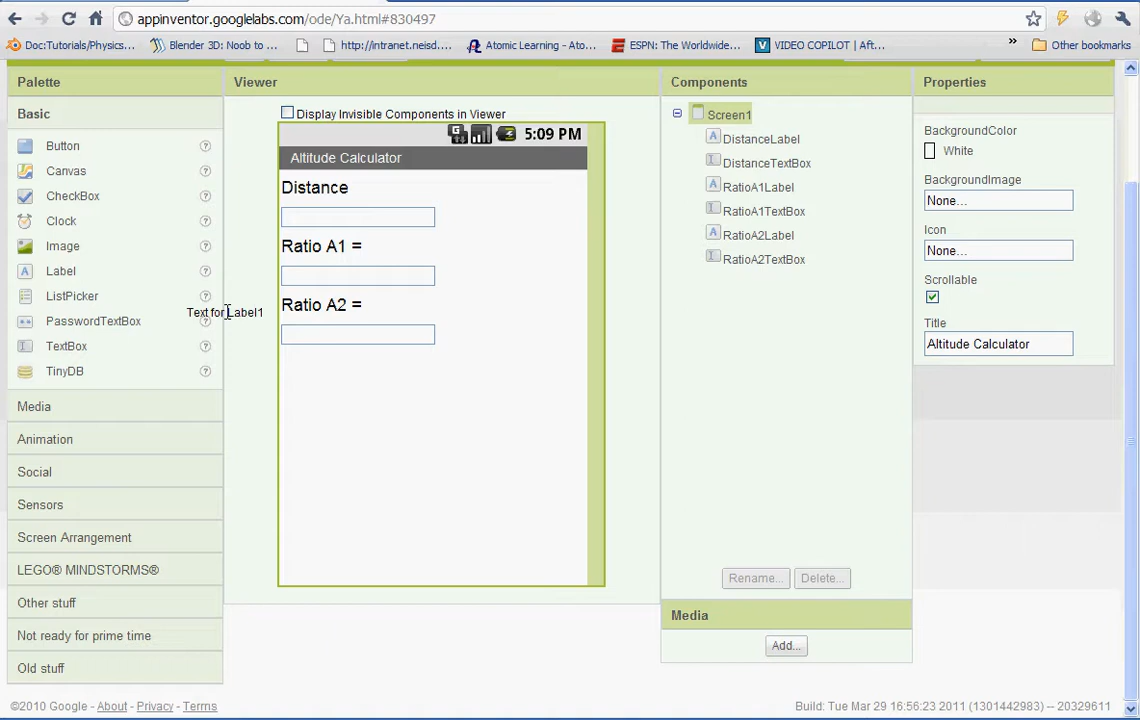 appinventor.googlelabs.com/ode/Ya.html#830497
Doc:Tutorials/Physics...
Blender 3D: Noob to ...
http://intranet.neisd....
Atomic Learning - Ato...
ESPN: The Worldwide...
VIDEO COPILOT | Aft...
»
Other bookmarks
Palette
Viewer
Components
Properties
Basic
Button ?
Canvas ?
CheckBox ?
Clock ?
Image ?
Label ?
ListPicker ?
PasswordTextBox ?
TextBox ?
TinyDB ?
Media
Animation
Social
Sensors
Screen Arrangement
LEGO® MINDSTORMS®
Other stuff
Not ready for prime time
Old stuff
Text for Label1
Display Invisible Components in Viewer
5:09 PM
Altitude Calculator
Distance
Ratio A1 =
Ratio A2 =
Screen1
DistanceLabel
DistanceTextBox
RatioA1Label
RatioA1TextBox
RatioA2Label
RatioA2TextBox
Rename...
Delete...
Media
Add...
BackgroundColor
White
BackgroundImage
None...
Icon
None...
Scrollable
Title
Altitude Calculator
©2010 Google - About - Privacy - Terms
Build: Tue Mar 29 16:56:23 2011 (1301442983) -- 20329611